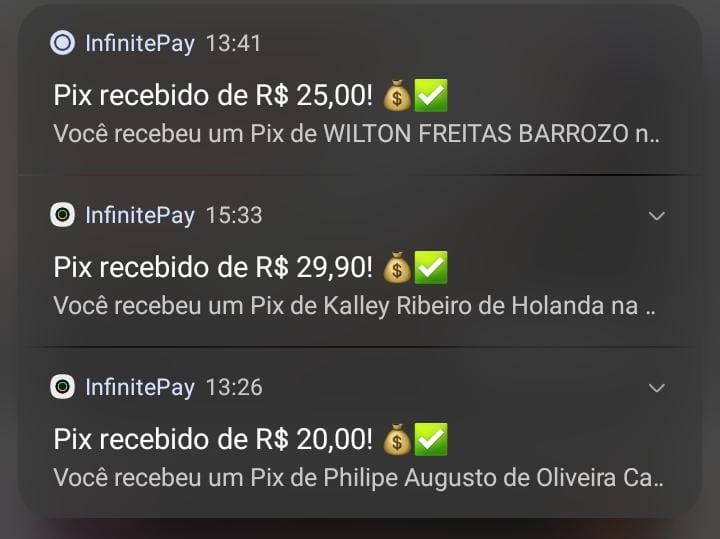 InfinitePay 13:41
Pix recebido de R$ 25,00! 💰✅
Você recebeu um Pix de WILTON FREITAS BARROZO n..
InfinitePay 15:33
Pix recebido de R$ 29,90! 💰✅
Você recebeu um Pix de Kalley Ribeiro de Holanda na ..
InfinitePay 13:26
Pix recebido de R$ 20,00! 💰✅
Você recebeu um Pix de Philipe Augusto de Oliveira Ca..